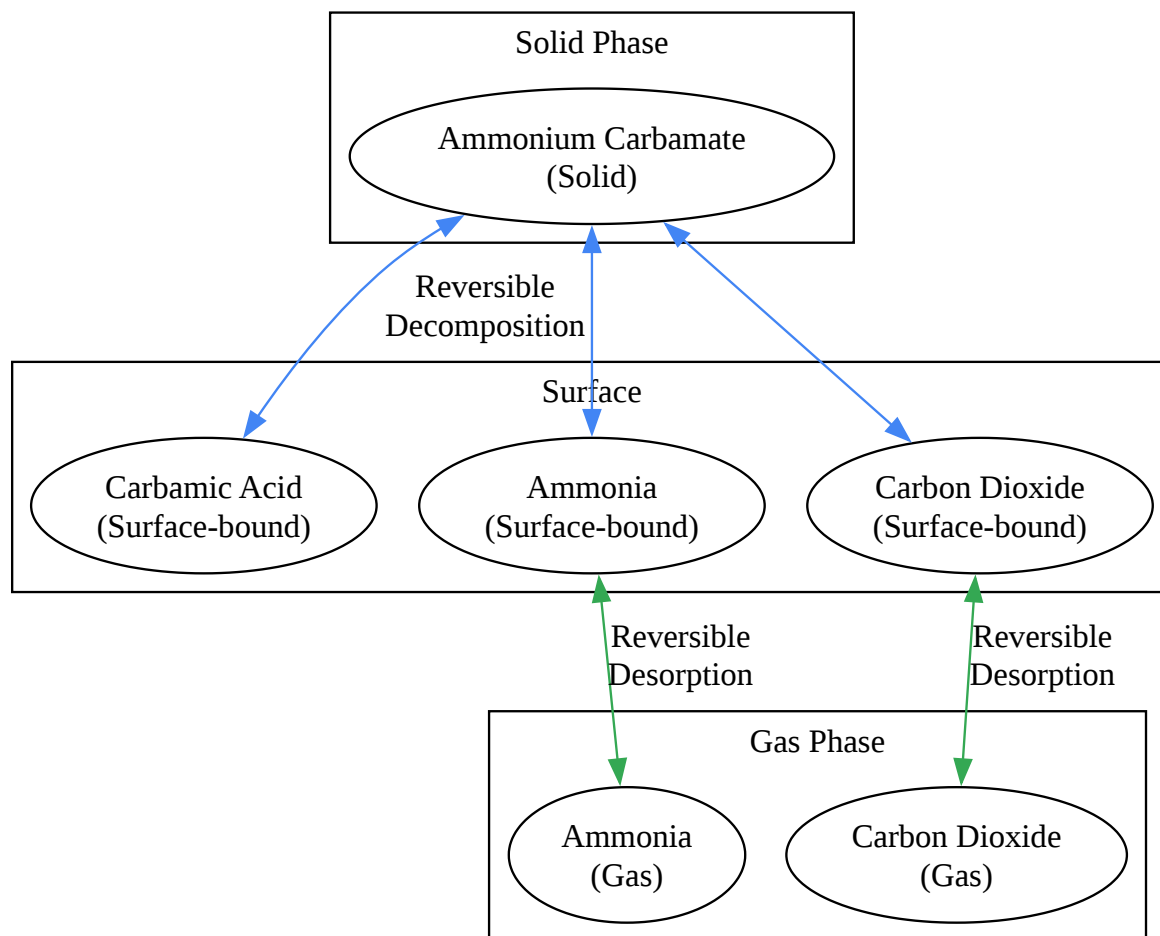 Solid Phase
Ammonium Carbamate
(Solid)
Reversible
Decomposition
Surface
Carbamic Acid
(Surface-bound)
Ammonia
(Surface-bound)
Carbon Dioxide
(Surface-bound)
Reversible
Desorption
Reversible
Desorption
Gas Phase
Ammonia
(Gas)
Carbon Dioxide
(Gas)